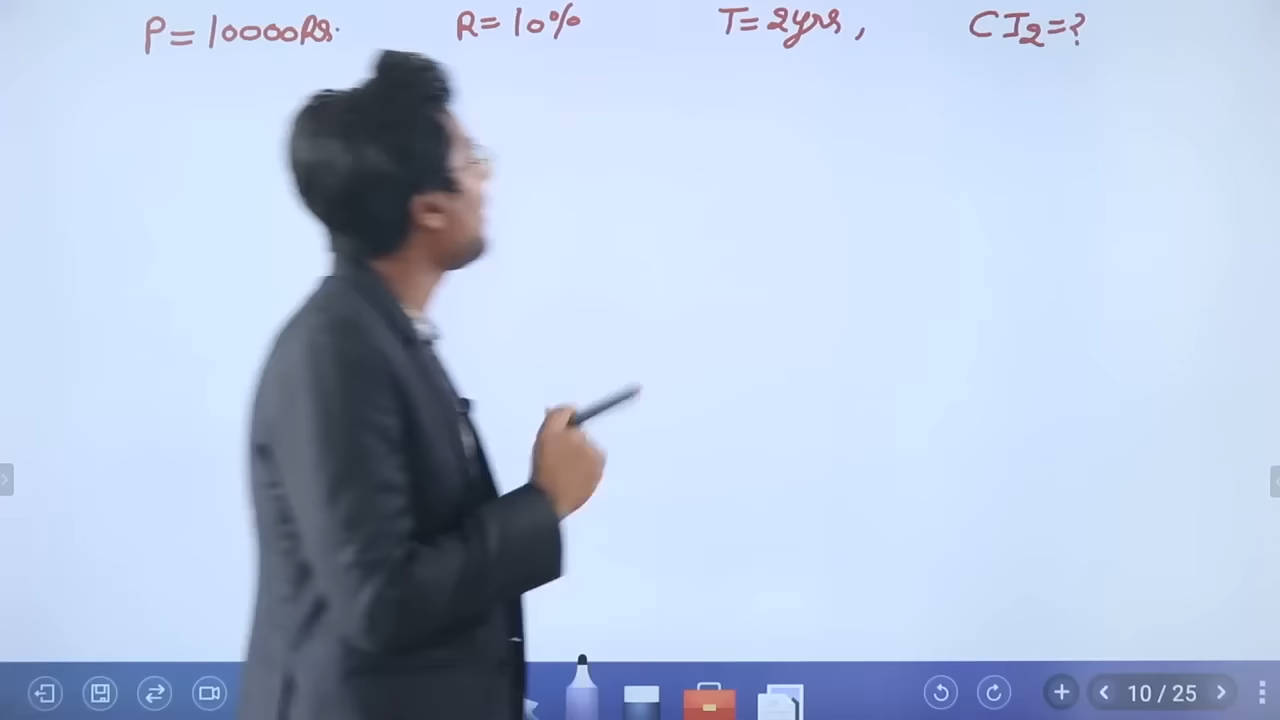 P = 10000Rs. R = 10% T = 2yrs, CI₂ = ?
10 / 25